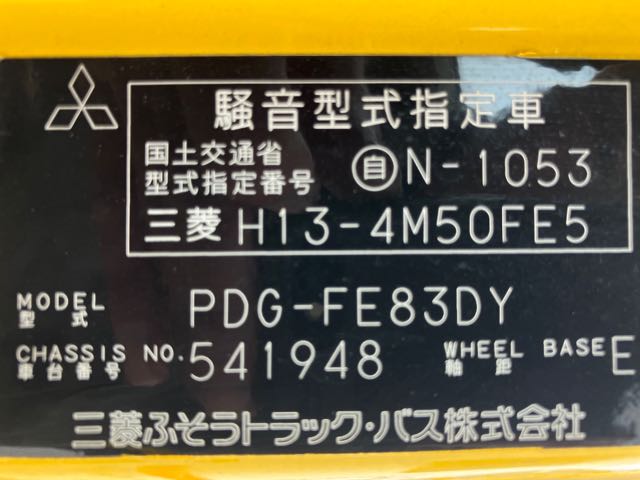 騒音型式指定車
国土交通省
型式指定番号 自N-1053
三菱 H13-4M50FE5
MODEL
型式 PDG-FE83DY
CHASSIS NO. 541948 WHEEL BASE E
車台番号 軸距
三菱ふそうトラック・バス株式会社